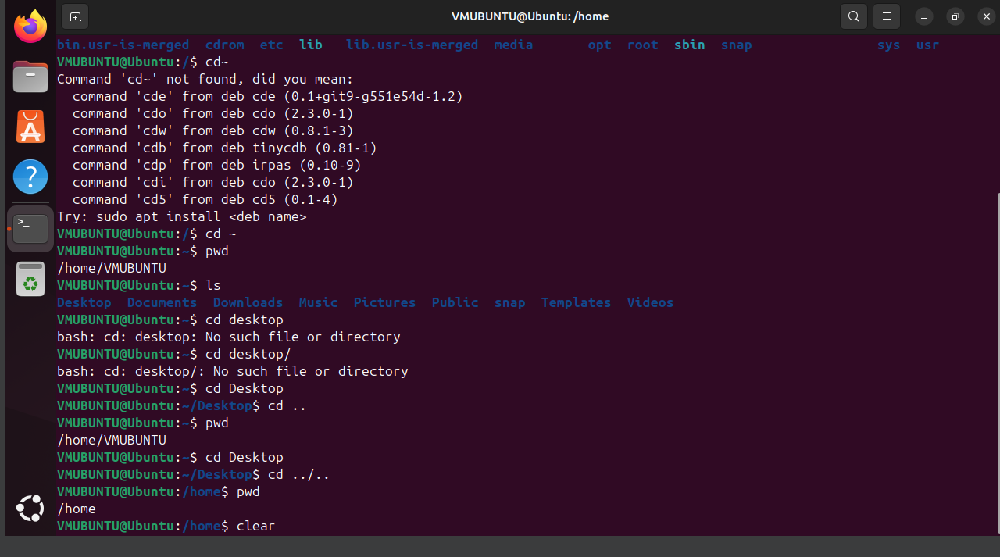 VMUBUNTU@Ubuntu: /home
bin.usr-is-merged  cdrom  etc  lib   lib.usr-is-merged  media       opt  root  sbin  snap                sys  usr
VMUBUNTU@Ubuntu:/$ cd~
Command 'cd~' not found, did you mean:
  command 'cde' from deb cde (0.1+git9-g551e54d-1.2)
  command 'cdo' from deb cdo (2.3.0-1)
  command 'cdw' from deb cdw (0.8.1-3)
  command 'cdb' from deb tinycdb (0.81-1)
  command 'cdp' from deb irpas (0.10-9)
  command 'cdi' from deb cdo (2.3.0-1)
  command 'cd5' from deb cd5 (0.1-4)
Try: sudo apt install <deb name>
VMUBUNTU@Ubuntu:/$ cd ~
VMUBUNTU@Ubuntu:~$ pwd
/home/VMUBUNTU
VMUBUNTU@Ubuntu:~$ ls
Desktop  Documents  Downloads  Music  Pictures  Public  snap  Templates  Videos
VMUBUNTU@Ubuntu:~$ cd desktop
bash: cd: desktop: No such file or directory
VMUBUNTU@Ubuntu:~$ cd desktop/
bash: cd: desktop/: No such file or directory
VMUBUNTU@Ubuntu:~$ cd Desktop
VMUBUNTU@Ubuntu:~/Desktop$ cd ..
VMUBUNTU@Ubuntu:~$ pwd
/home/VMUBUNTU
VMUBUNTU@Ubuntu:~$ cd Desktop
VMUBUNTU@Ubuntu:~/Desktop$ cd ../..
VMUBUNTU@Ubuntu:/home$ pwd
/home
VMUBUNTU@Ubuntu:/home$ clear